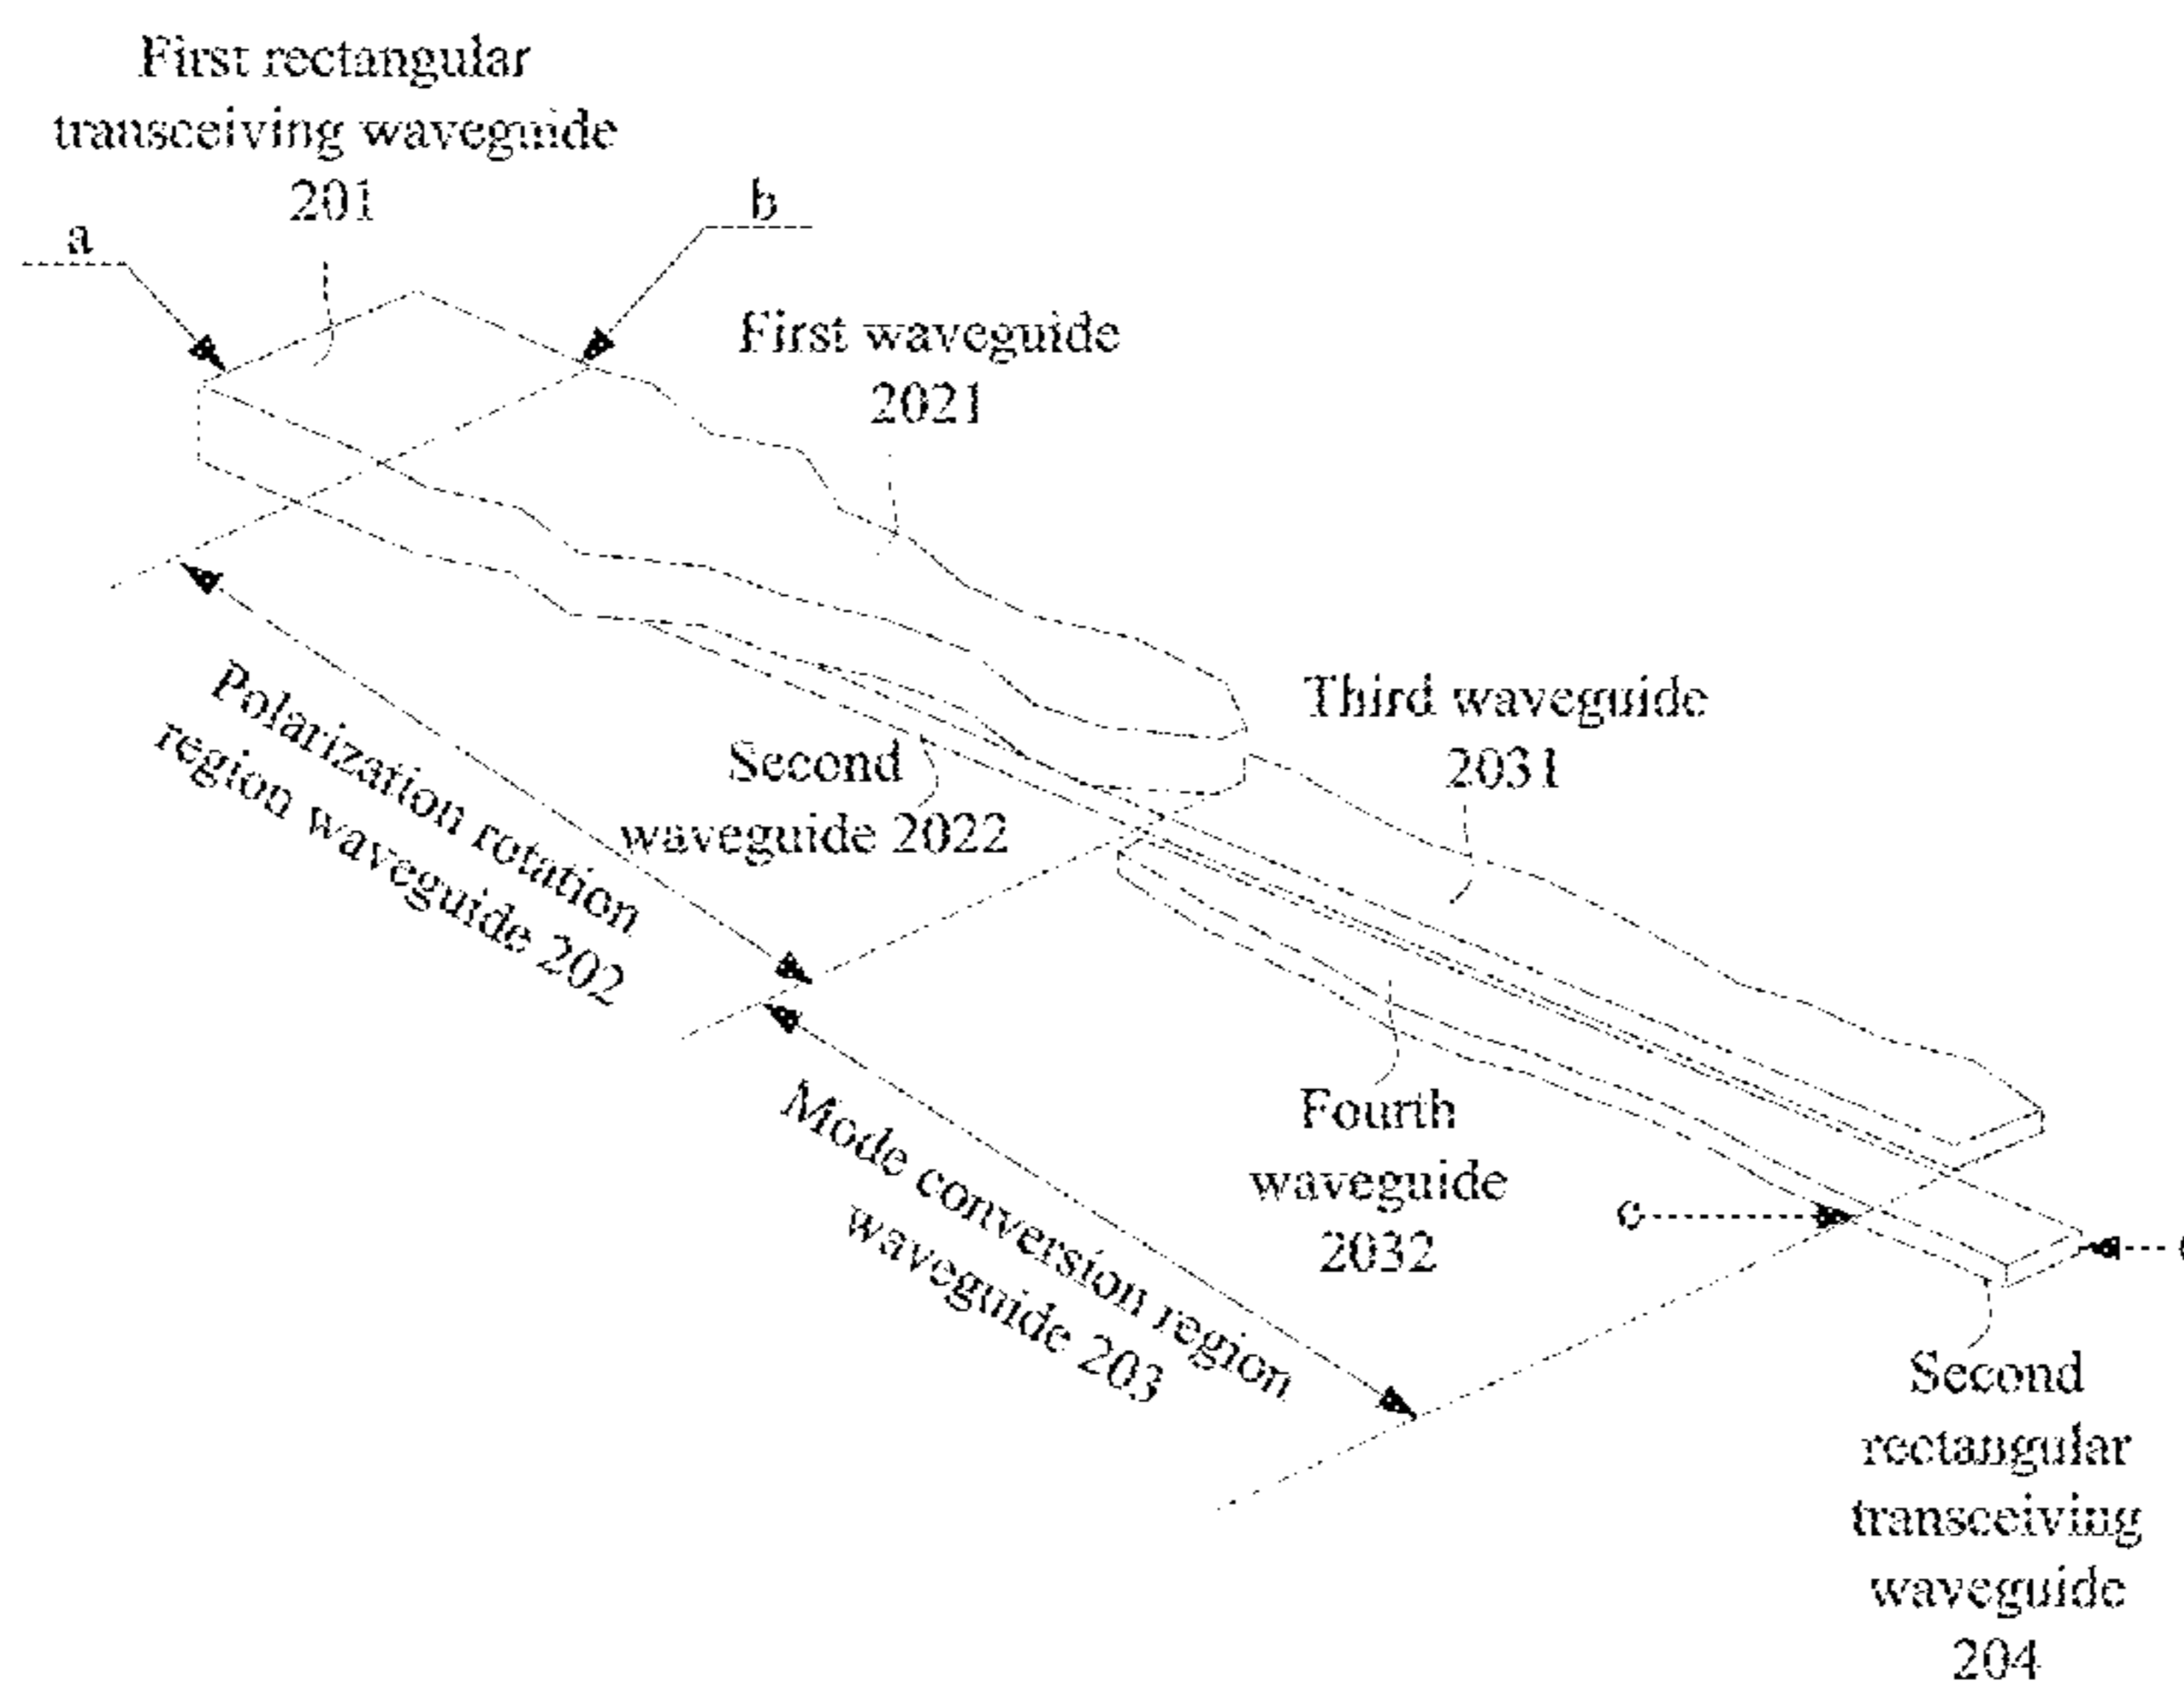 First rectangular
transceiving waveguide
201
a
b
First waveguide
2021
Third waveguide
2031
Second
waveguide 2022
Polarization rotation
region waveguide 202
Mode conversion region
waveguide 203
Fourth
waveguide
2032
c
Second
rectangular
transceiving
waveguide
204